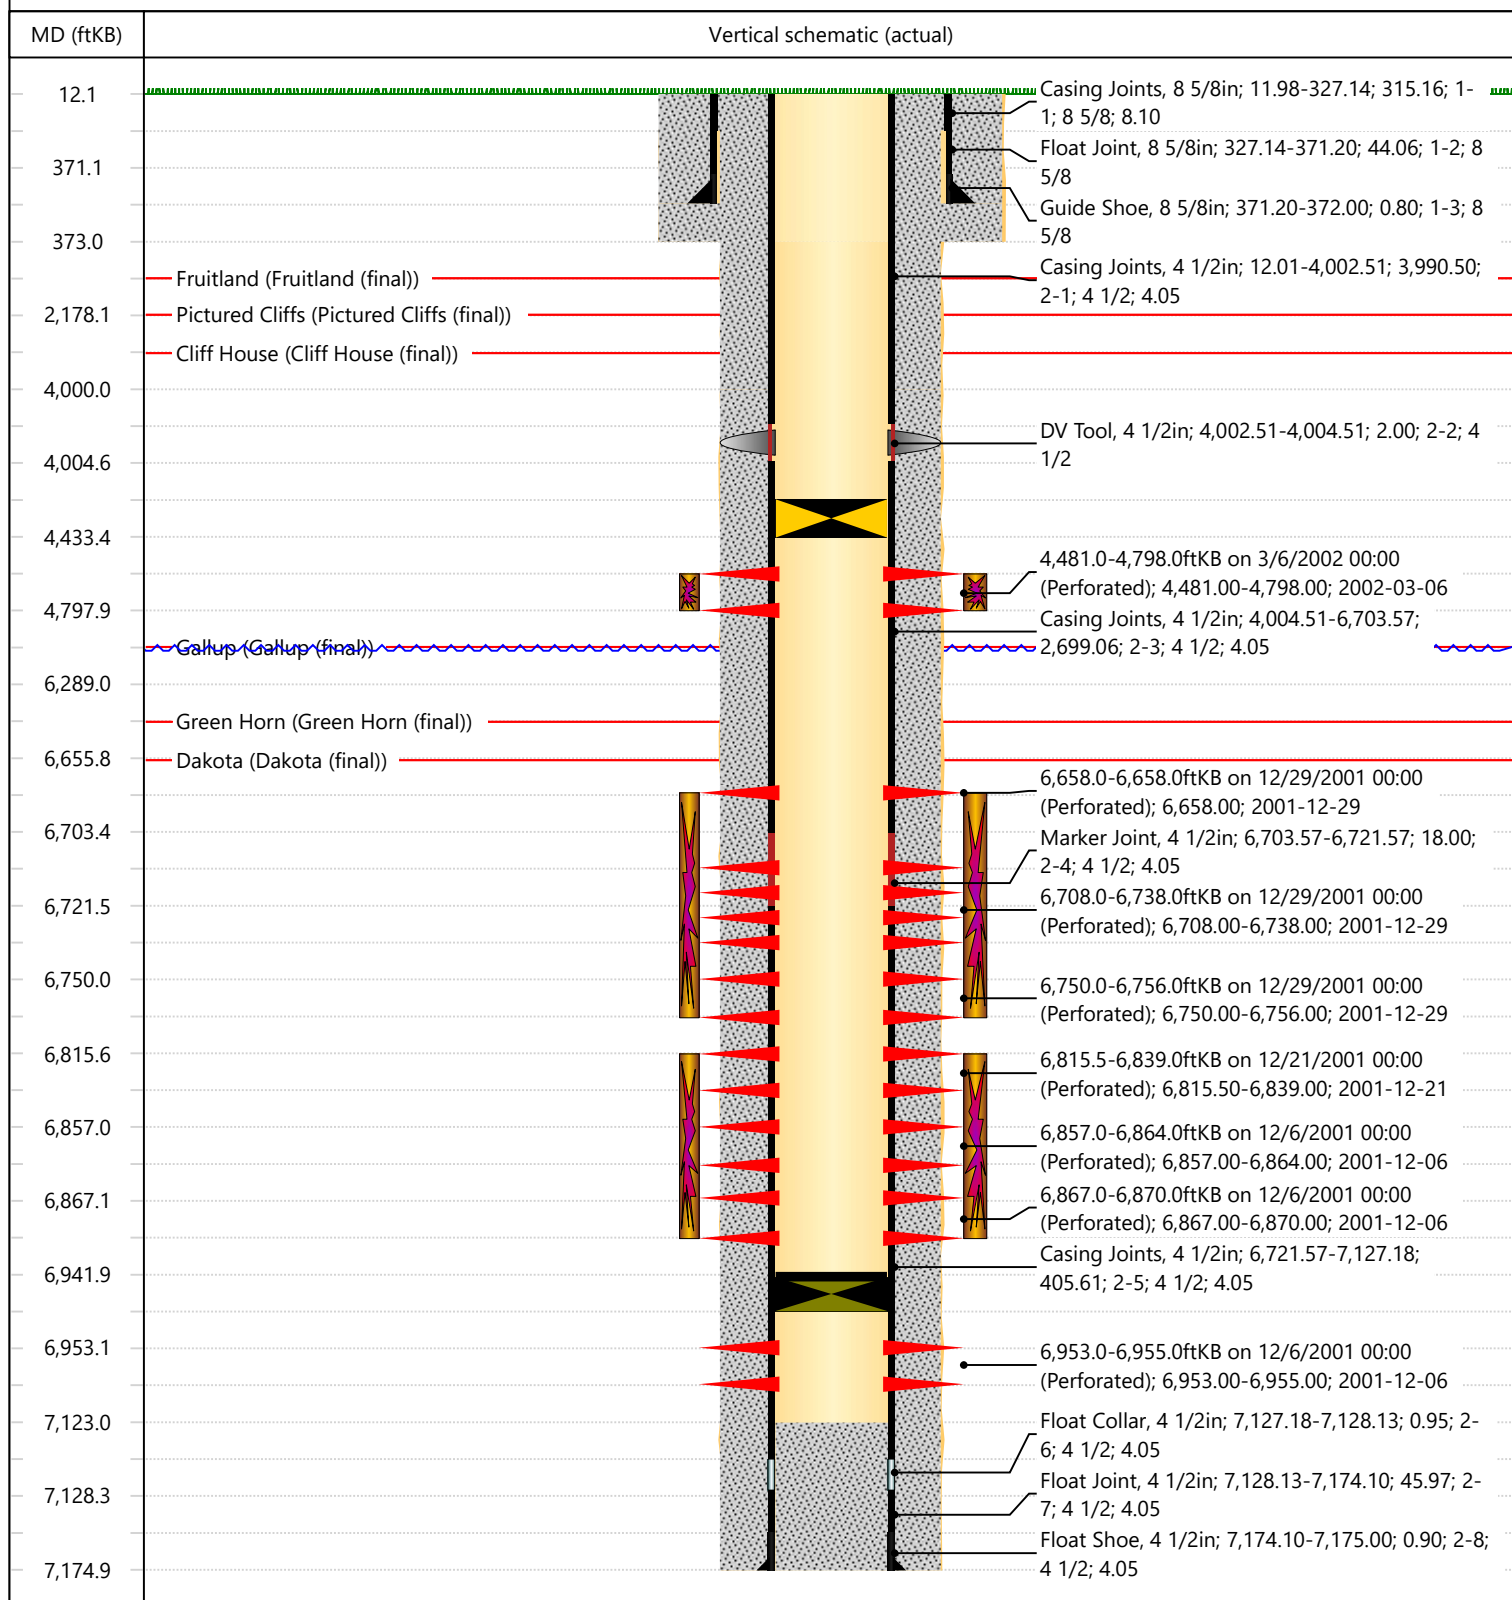 MD (ftKB)
Vertical schematic (actual)
12.1
Casing Joints, 8 5/8in; 11.98-327.14; 315.16; 1-
1; 8 5/8; 8.10
Float Joint, 8 5/8in; 327.14-371.20; 44.06; 1-2; 8
5/8
371.1
Guide Shoe, 8 5/8in; 371.20-372.00; 0.80; 1-3; 8
5/8
373.0
Fruitland (Fruitland (final))
Casing Joints, 4 1/2in; 12.01-4,002.51; 3,990.50;
2-1; 4 1/2; 4.05
2,178.1
Pictured Cliffs (Pictured Cliffs (final))
Cliff House (Cliff House (final))
4,000.0
DV Tool, 4 1/2in; 4,002.51-4,004.51; 2.00; 2-2; 4
1/2
4,004.6
4,433.4
4,481.0-4,798.0ftKB on 3/6/2002 00:00
(Perforated); 4,481.00-4,798.00; 2002-03-06
4,797.9
Casing Joints, 4 1/2in; 4,004.51-6,703.57;
2,699.06; 2-3; 4 1/2; 4.05
Gallup (Gallup (final))
6,289.0
Green Horn (Green Horn (final))
6,655.8
Dakota (Dakota (final))
6,658.0-6,658.0ftKB on 12/29/2001 00:00
(Perforated); 6,658.00; 2001-12-29
6,703.4
Marker Joint, 4 1/2in; 6,703.57-6,721.57; 18.00;
2-4; 4 1/2; 4.05
6,721.5
6,708.0-6,738.0ftKB on 12/29/2001 00:00
(Perforated); 6,708.00-6,738.00; 2001-12-29
6,750.0
6,750.0-6,756.0ftKB on 12/29/2001 00:00
(Perforated); 6,750.00-6,756.00; 2001-12-29
6,815.6
6,815.5-6,839.0ftKB on 12/21/2001 00:00
(Perforated); 6,815.50-6,839.00; 2001-12-21
6,857.0
6,857.0-6,864.0ftKB on 12/6/2001 00:00
(Perforated); 6,857.00-6,864.00; 2001-12-06
6,867.1
6,867.0-6,870.0ftKB on 12/6/2001 00:00
(Perforated); 6,867.00-6,870.00; 2001-12-06
6,941.9
Casing Joints, 4 1/2in; 6,721.57-7,127.18;
405.61; 2-5; 4 1/2; 4.05
6,953.1
6,953.0-6,955.0ftKB on 12/6/2001 00:00
(Perforated); 6,953.00-6,955.00; 2001-12-06
7,123.0
Float Collar, 4 1/2in; 7,127.18-7,128.13; 0.95; 2-
6; 4 1/2; 4.05
7,128.3
Float Joint, 4 1/2in; 7,128.13-7,174.10; 45.97; 2-
7; 4 1/2; 4.05
Float Shoe, 4 1/2in; 7,174.10-7,175.00; 0.90; 2-8;
4 1/2; 4.05
7,174.9